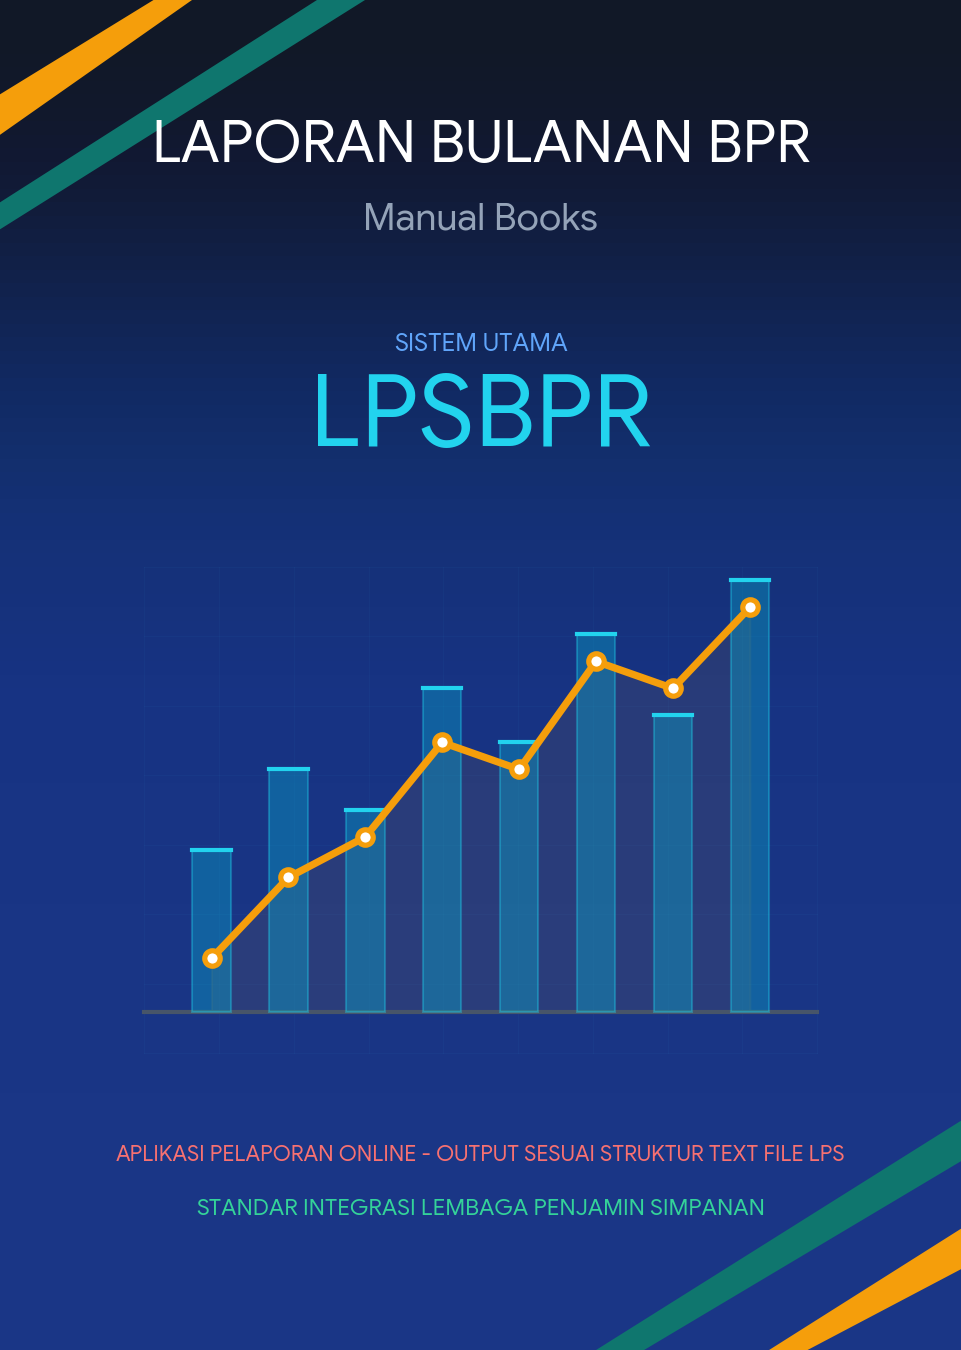 LAPORAN BULANAN BPR
Manual Books
SISTEM UTAMA
LPSBPR
APLIKASI PELAPORAN ONLINE - OUTPUT SESUAI STRUKTUR TEXT FILE LPS
STANDAR INTEGRASI LEMBAGA PENJAMIN SIMPANAN